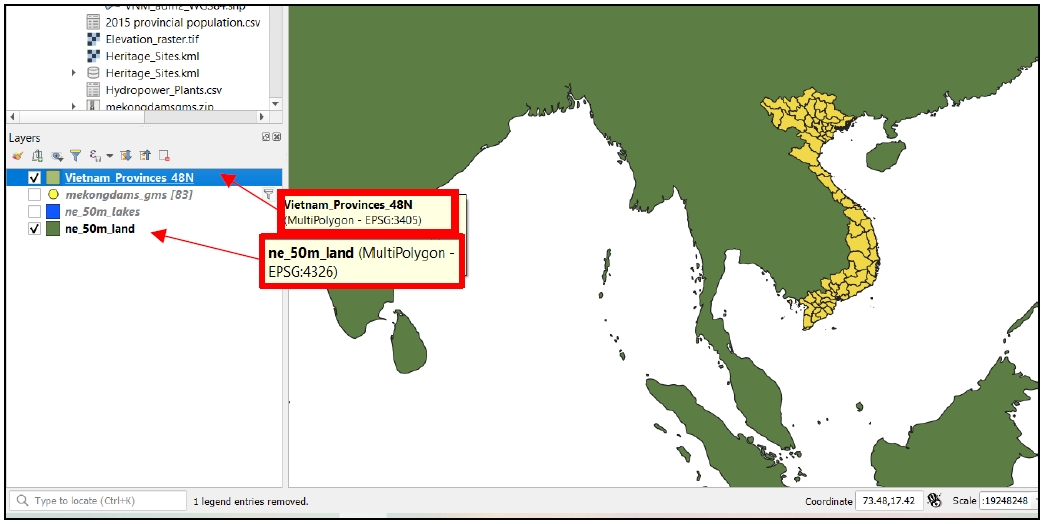 VNM_adm2_WGS84.shp
2015 provincial population.csv
Elevation_raster.tif
Heritage_Sites.kml
Heritage_Sites.kml
Hydropower_Plants.csv
mekongdamsgms.zip
Layers
Vietnam_Provinces_48N
mekongdams_gms [83]
ne_50m_lakes
ne_50m_land
Vietnam_Provinces_48N
(MultiPolygon - EPSG:3405)
ne_50m_land (MultiPolygon -
EPSG:4326)
Type to locate (Ctrl+K)
1 legend entries removed.
Coordinate 73.48,17.42 Scale :19248248